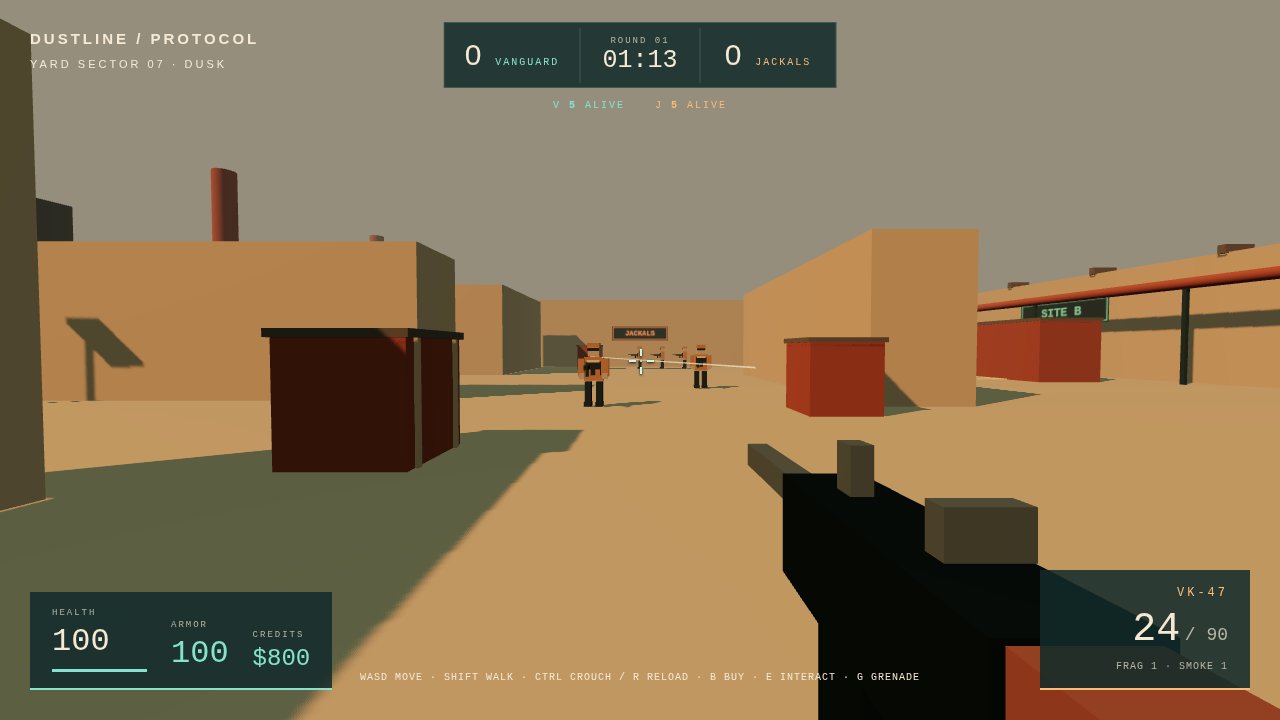 DUSTLINE / PROTOCOL
YARD SECTOR 07 · DUSK
0 VANGUARD
ROUND 01
01:13
0 JACKALS
V 5 ALIVE J 5 ALIVE
JACKALS
SITE B
HEALTH
100
ARMOR
100
CREDITS
$800
WASD MOVE · SHIFT WALK · CTRL CROUCH / R RELOAD · B BUY · E INTERACT · G GRENADE
VK-47
24 / 90
FRAG 1 · SMOKE 1